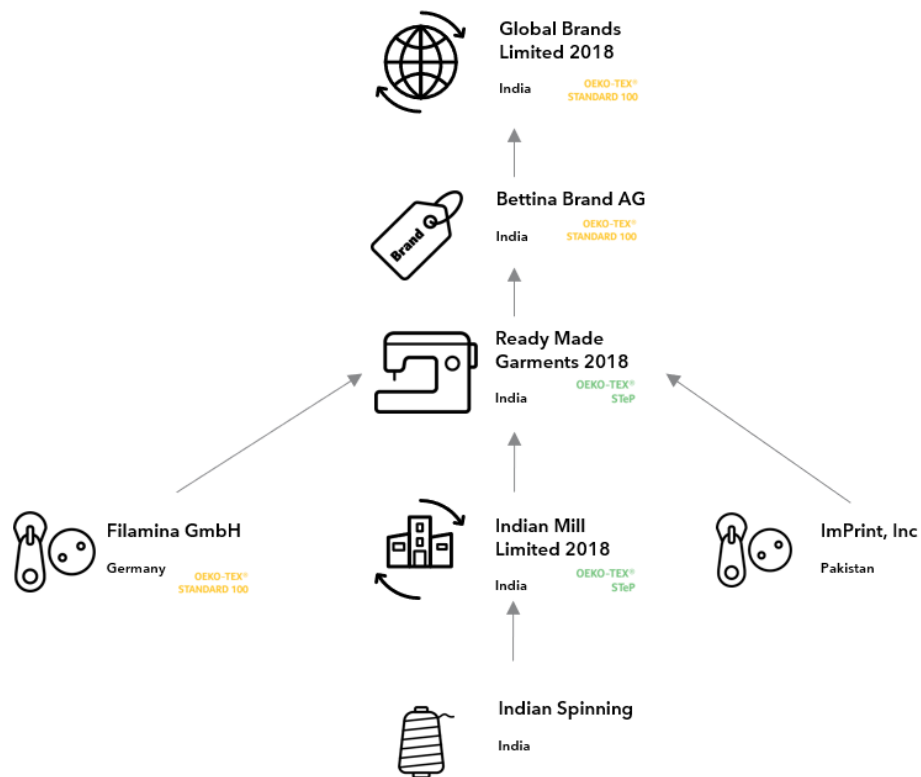 Global Brands
Limited 2018
India
OEKO-TEX®
STANDARD 100
Bettina Brand AG
India
OEKO-TEX®
STANDARD 100
Brand
Ready Made
Garments 2018
India
OEKO-TEX®
STeP
Filamina GmbH
Germany
OEKO-TEX®
STANDARD 100
Indian Mill
Limited 2018
India
OEKO-TEX®
STeP
ImPrint, Inc
Pakistan
Indian Spinning
India